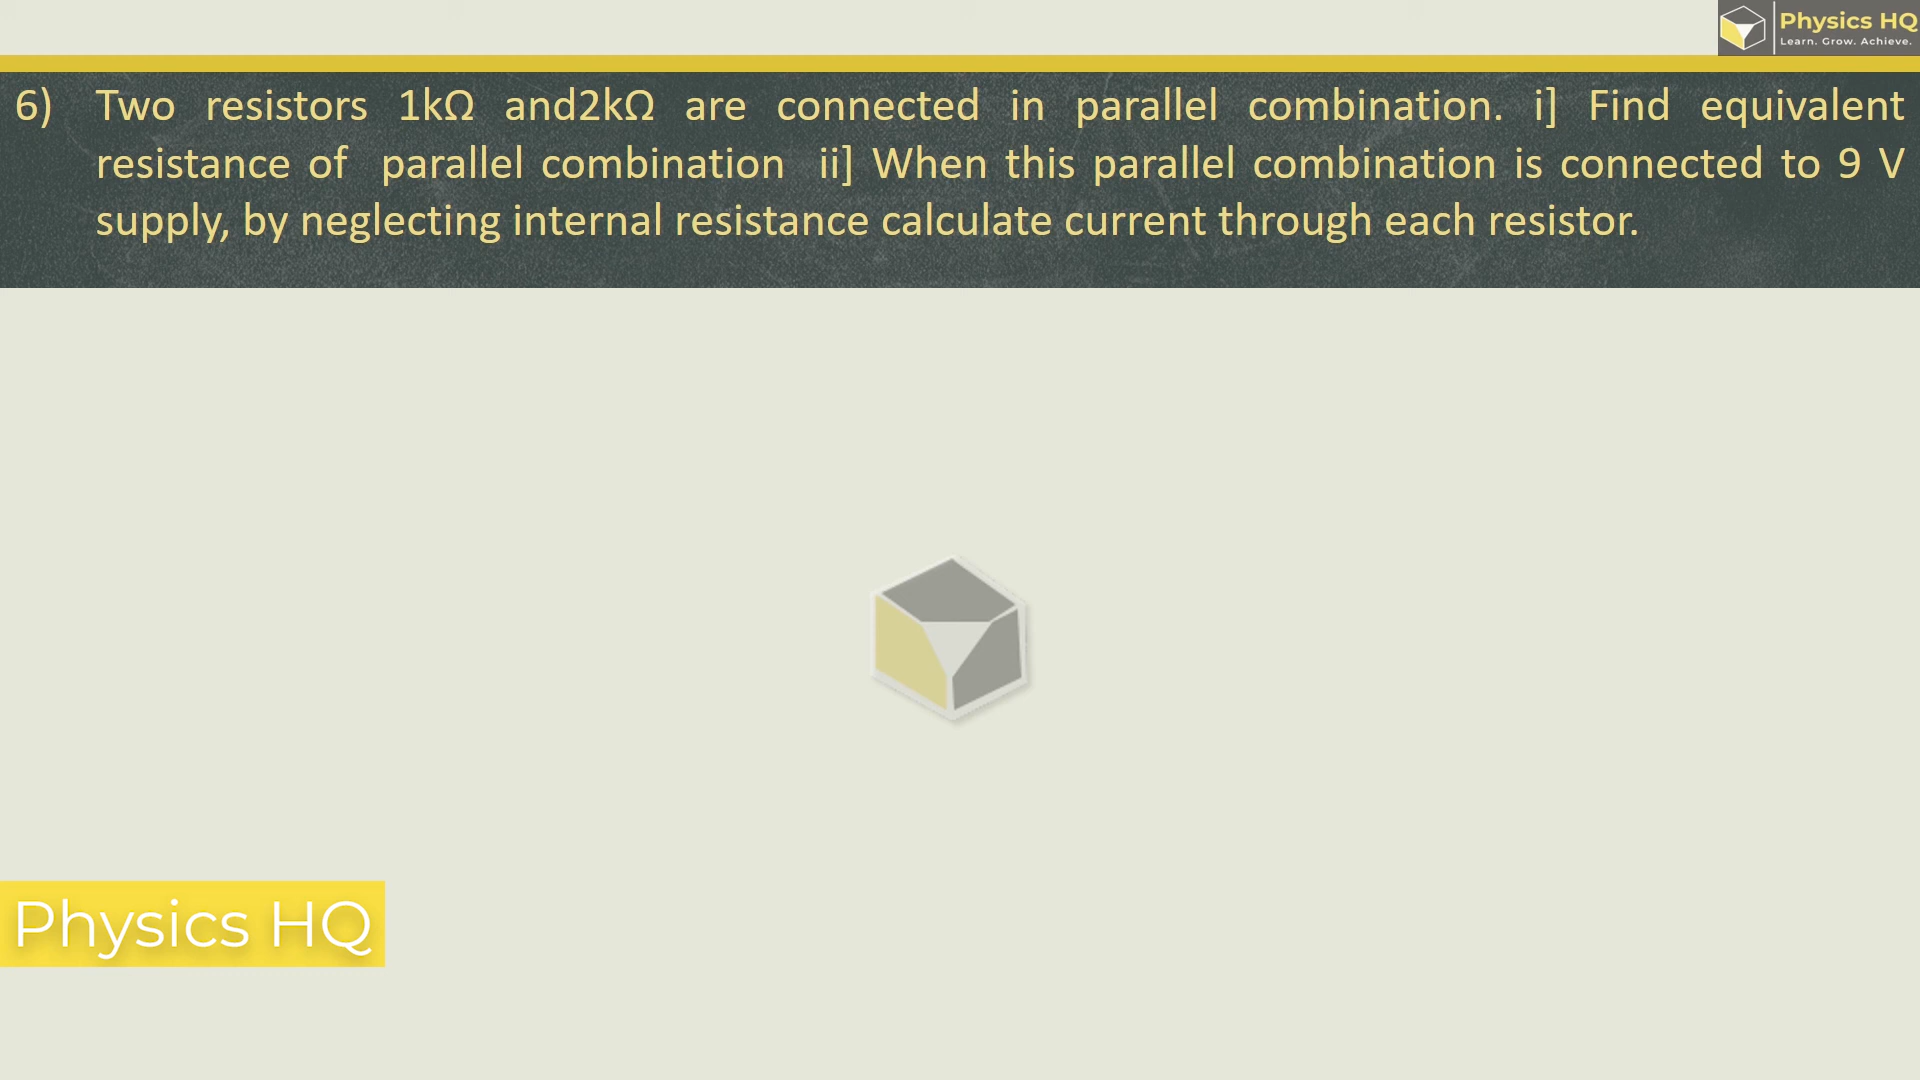 Physics HQ
Learn. Grow. Achieve.
6) Two resistors 1kΩ and2kΩ are connected in parallel combination. i] Find equivalent
resistance of parallel combination ii] When this parallel combination is connected to 9 V
supply, by neglecting internal resistance calculate current through each resistor.
Physics HQ